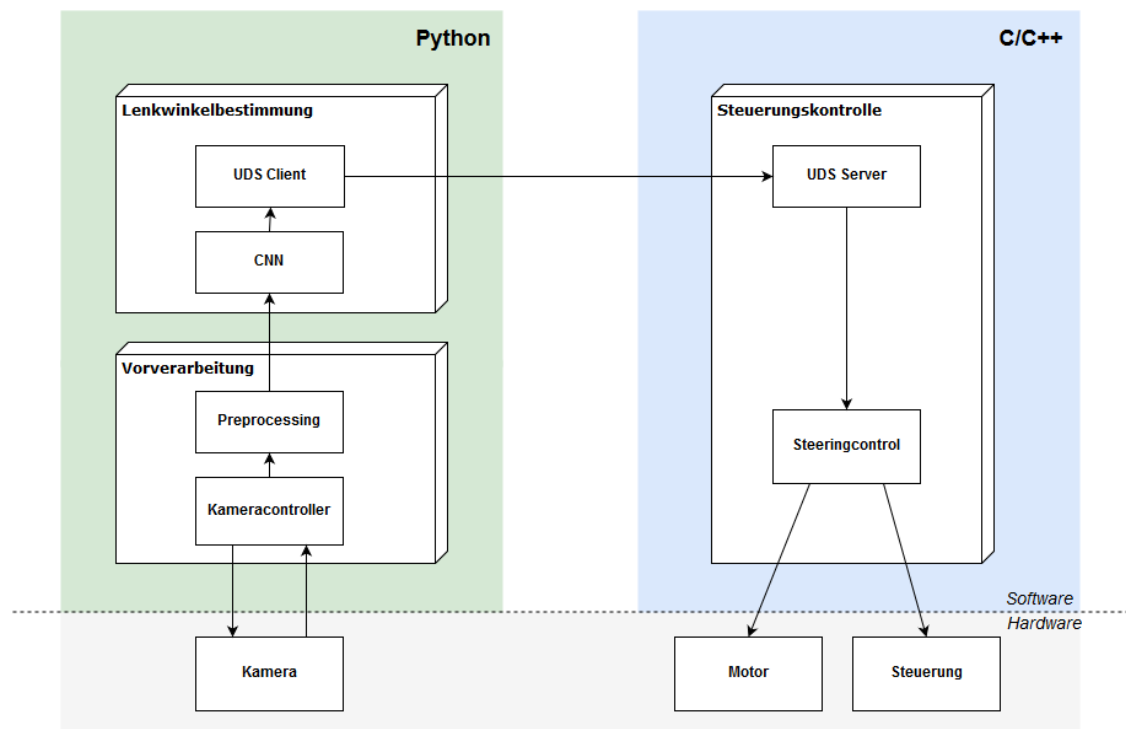 Python
C/C++
Lenkwinkelbestimmung
UDS Client
CNN
Vorverarbeitung
Preprocessing
Kameracontroller
Steuerungskontrolle
UDS Server
Steeringcontrol
Software
Hardware
Kamera
Motor
Steuerung